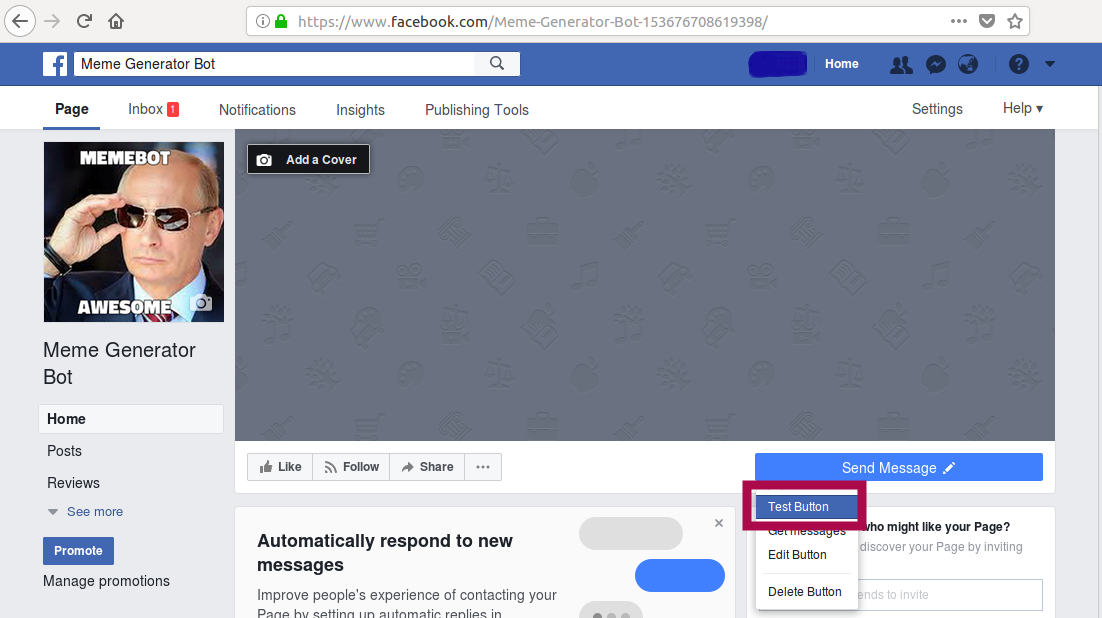 https://www.facebook.com/Meme-Generator-Bot-153676708619398/
Meme Generator Bot
Home
?
Page
Inbox 1
Notifications
Insights
Publishing Tools
Settings
Help
MEMEBOT
AWESOME
Add a Cover
Meme Generator
Bot
Home
Posts
Reviews
See more
Promote
Manage promotions
Like
Follow
Share
Send Message
Test Button
Get messages
Edit Button
Delete Button
Automatically respond to new
messages
Improve people's experience of contacting your
Page by setting up automatic replies in
who might like your Page?
discover your Page by inviting
ends to invite